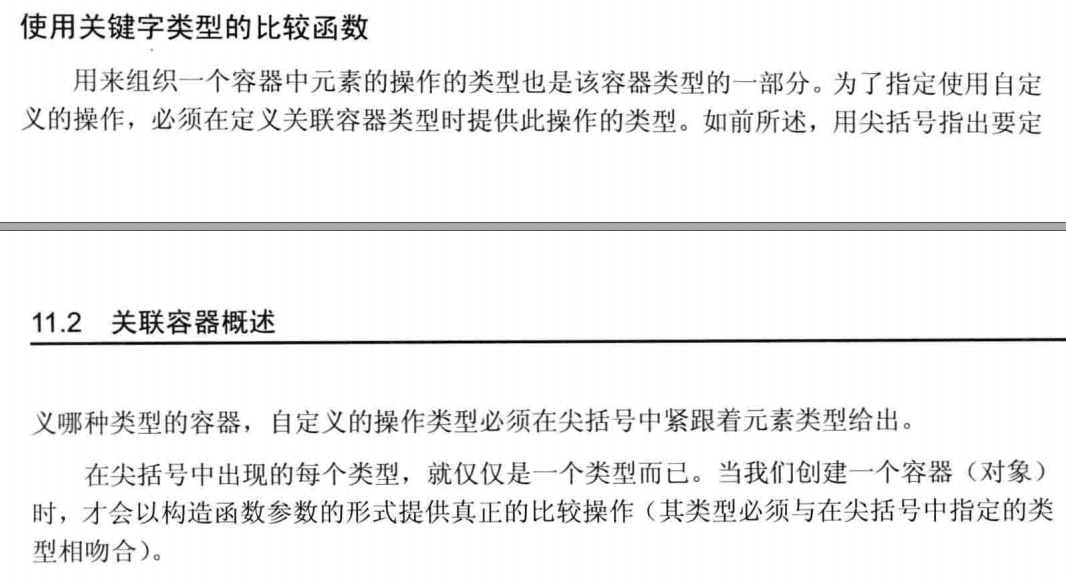 使用关键字类型的比较函数
用来组织一个容器中元素的操作的类型也是该容器类型的一部分。为了指定使用自定
义的操作，必须在定义关联容器类型时提供此操作的类型。如前所述，用尖括号指出要定
11.2 关联容器概述
义哪种类型的容器，自定义的操作类型必须在尖括号中紧跟着元素类型给出。
在尖括号中出现的每个类型，就仅仅是一个类型而已。当我们创建一个容器（对象）
时，才会以构造函数参数的形式提供真正的比较操作（其类型必须与在尖括号中指定的类
型相吻合）。